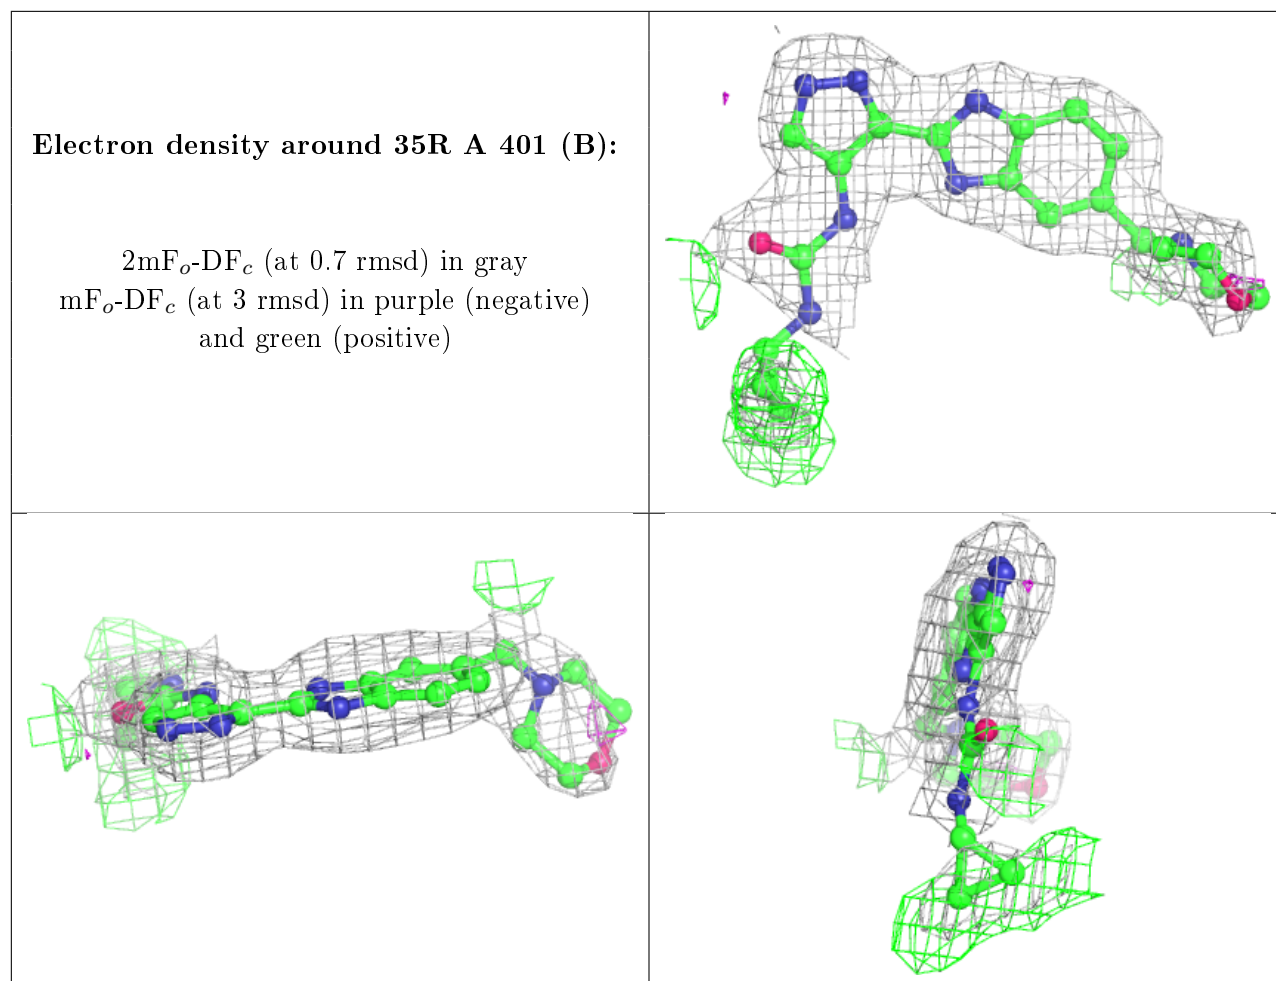 Electron density around 35R A 401 (B):
2mFo-DFc (at 0.7 rmsd) in gray
mFo-DFc (at 3 rmsd) in purple (negative)
and green (positive)